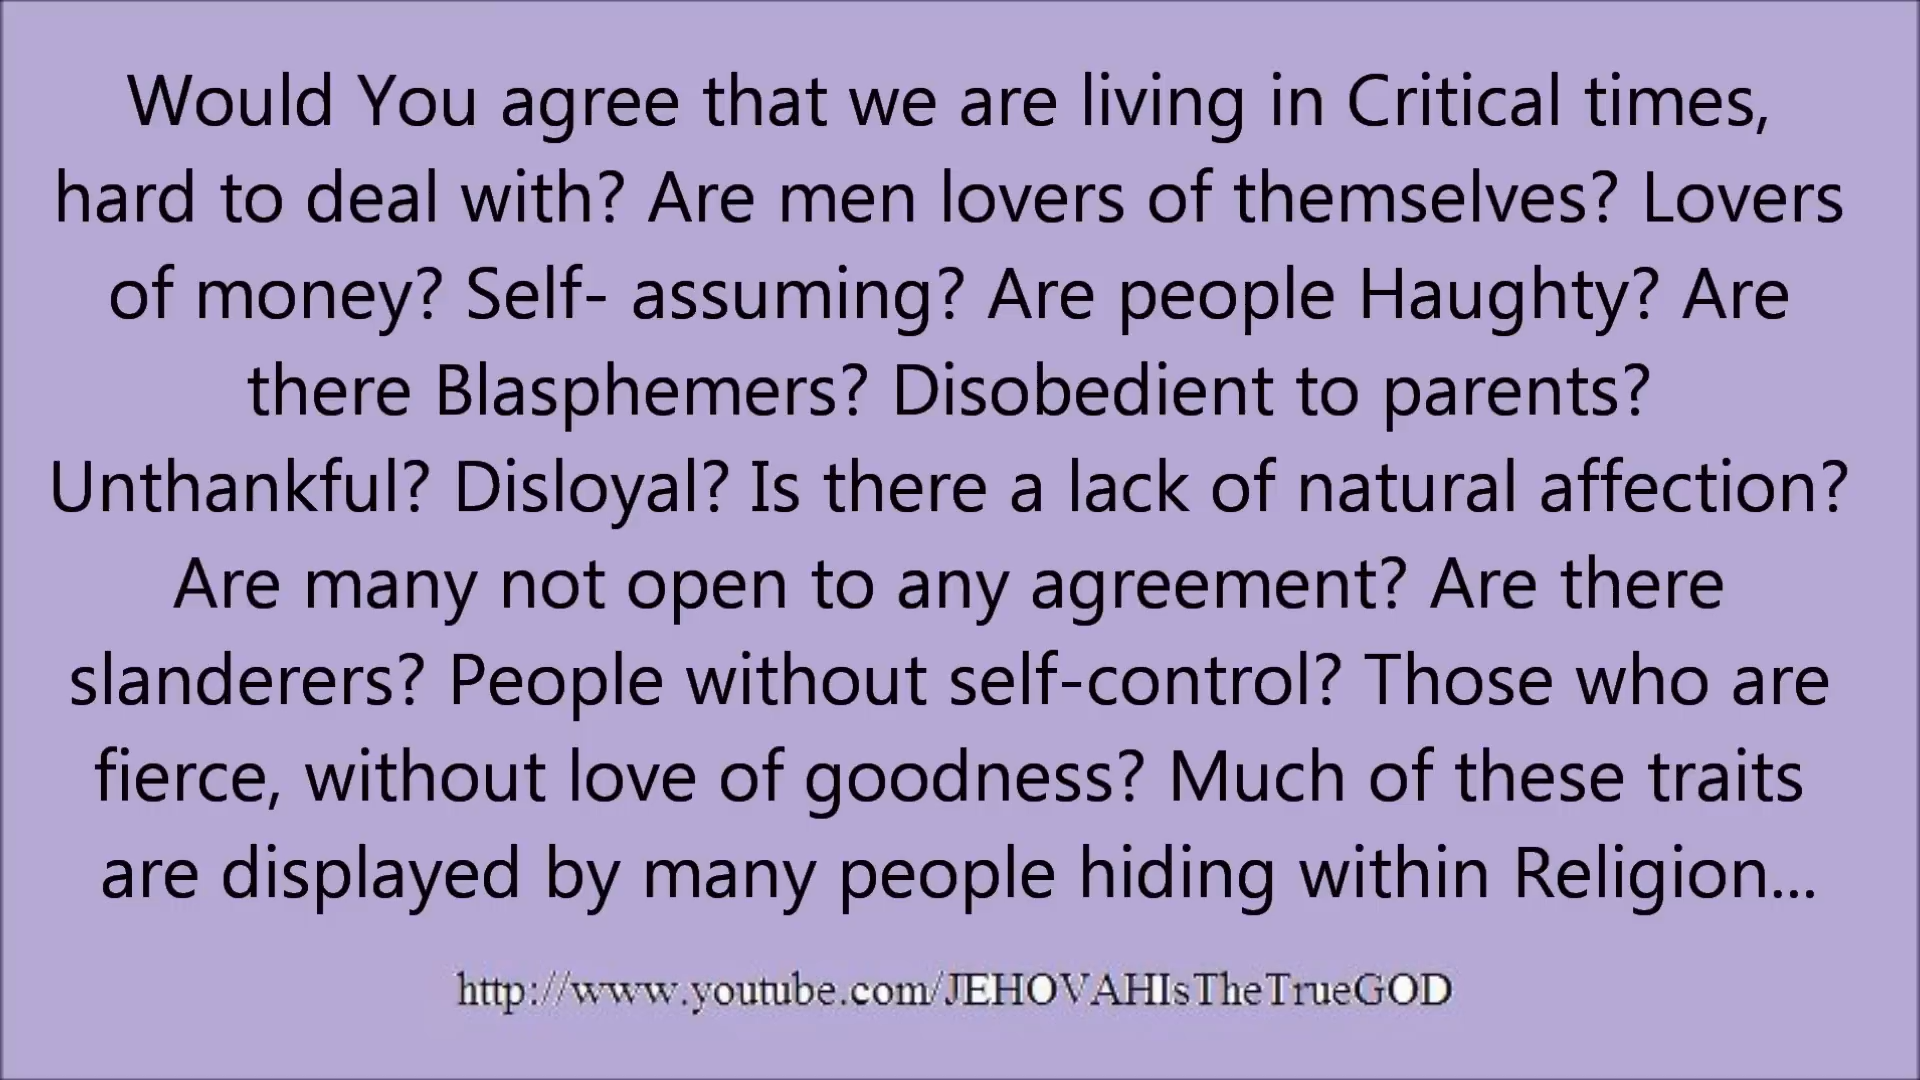 Would You agree that we are living in Critical times,
hard to deal with? Are men lovers of themselves? Lovers
of money? Self- assuming? Are people Haughty? Are
there Blasphemers? Disobedient to parents?
Unthankful? Disloyal? Is there a lack of natural affection?
Are many not open to any agreement? Are there
slanderers? People without self-control? Those who are
fierce, without love of goodness? Much of these traits
are displayed by many people hiding within Religion...
http://www.youtube.com/JEHOVAHIsTheTrueGOD